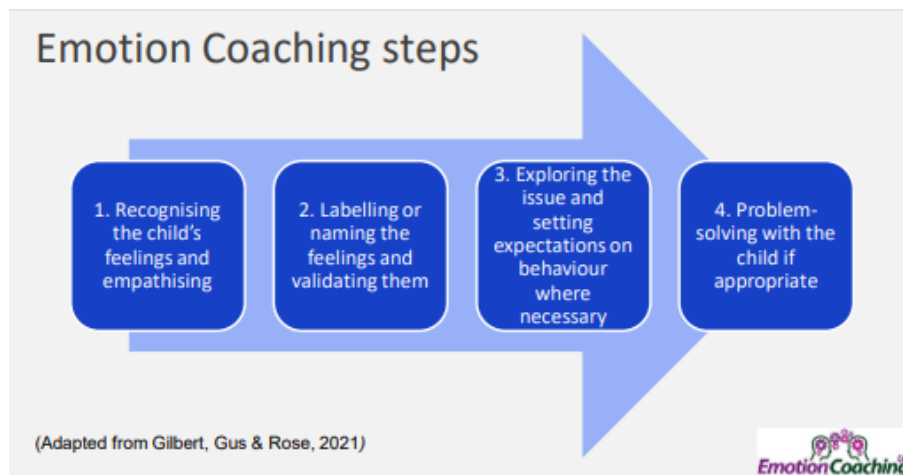 Emotion Coaching steps
1. Recognising
the child's
feelings and
empathising
2. Labelling or
naming the
feelings and
validating them
3. Exploring the
issue and
setting
expectations on
behaviour
where
necessary
4. Problem-
solving with the
child if
appropriate
(Adapted from Gilbert, Gus & Rose, 2021)
EmotionCoaching